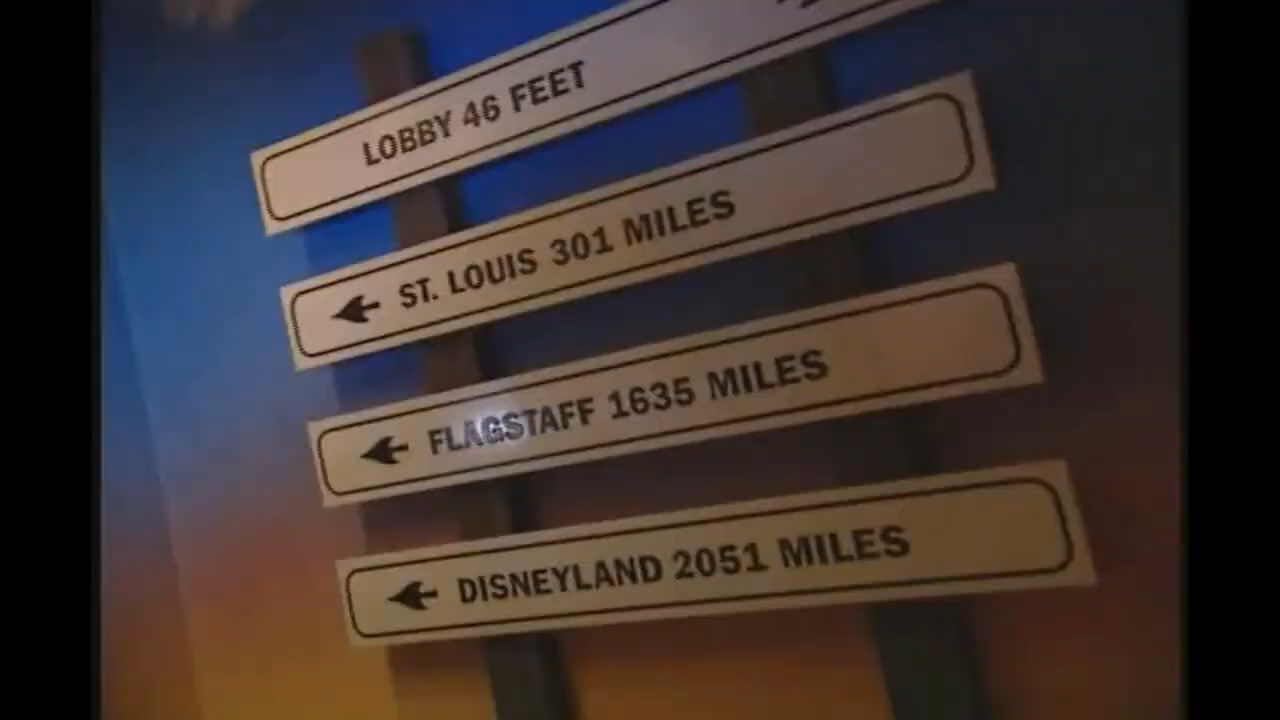 LOBBY 46 FEET
ST. LOUIS 301 MILES
FLAGSTAFF 1635 MILES
DISNEYLAND 2051 MILES